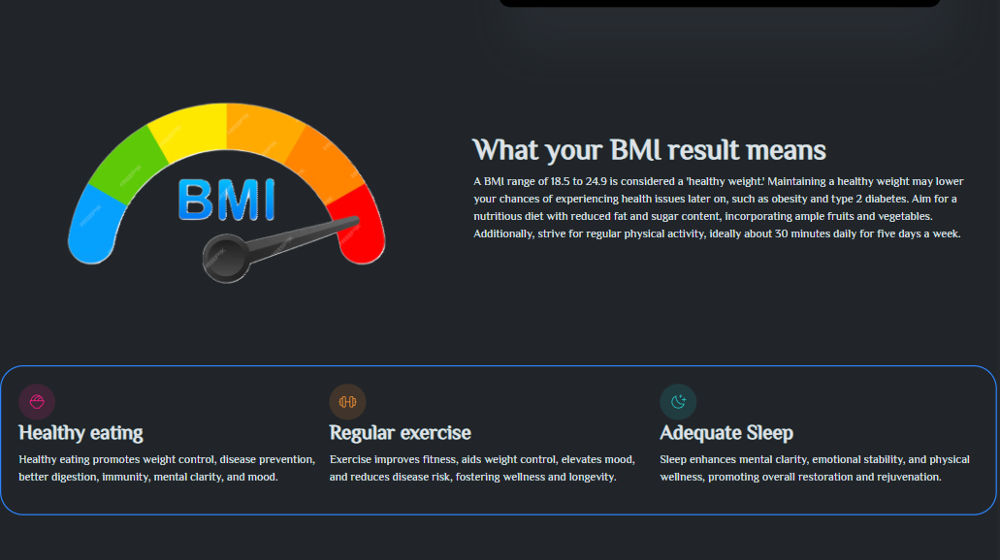 BMI
What your BMI result means
A BMI range of 18.5 to 24.9 is considered a 'healthy weight.' Maintaining a healthy weight may lower
your chances of experiencing health issues later on, such as obesity and type 2 diabetes. Aim for a
nutritious diet with reduced fat and sugar content, incorporating ample fruits and vegetables.
Additionally, strive for regular physical activity, ideally about 30 minutes daily for five days a week.
Healthy eating
Healthy eating promotes weight control, disease prevention,
better digestion, immunity, mental clarity, and mood.
Regular exercise
Exercise improves fitness, aids weight control, elevates mood,
and reduces disease risk, fostering wellness and longevity.
Adequate Sleep
Sleep enhances mental clarity, emotional stability, and physical
wellness, promoting overall restoration and rejuvenation.